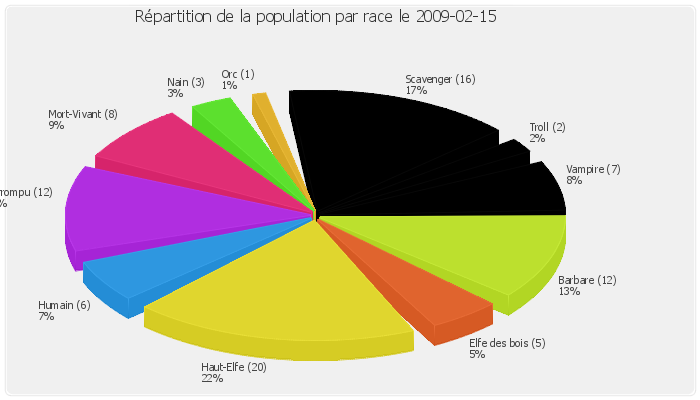 Répartition de la population par race le 2009-02-15
Orc (1)
1%
Scavenger (16)
17%
Nain (3)
3%
Mort-Vivant (8)
9%
Troll (2)
2%
Vampire (7)
8%
rompu (12)
%
Barbare (12)
13%
Humain (6)
7%
Elfe des bois (5)
5%
Haut-Elfe (20)
22%